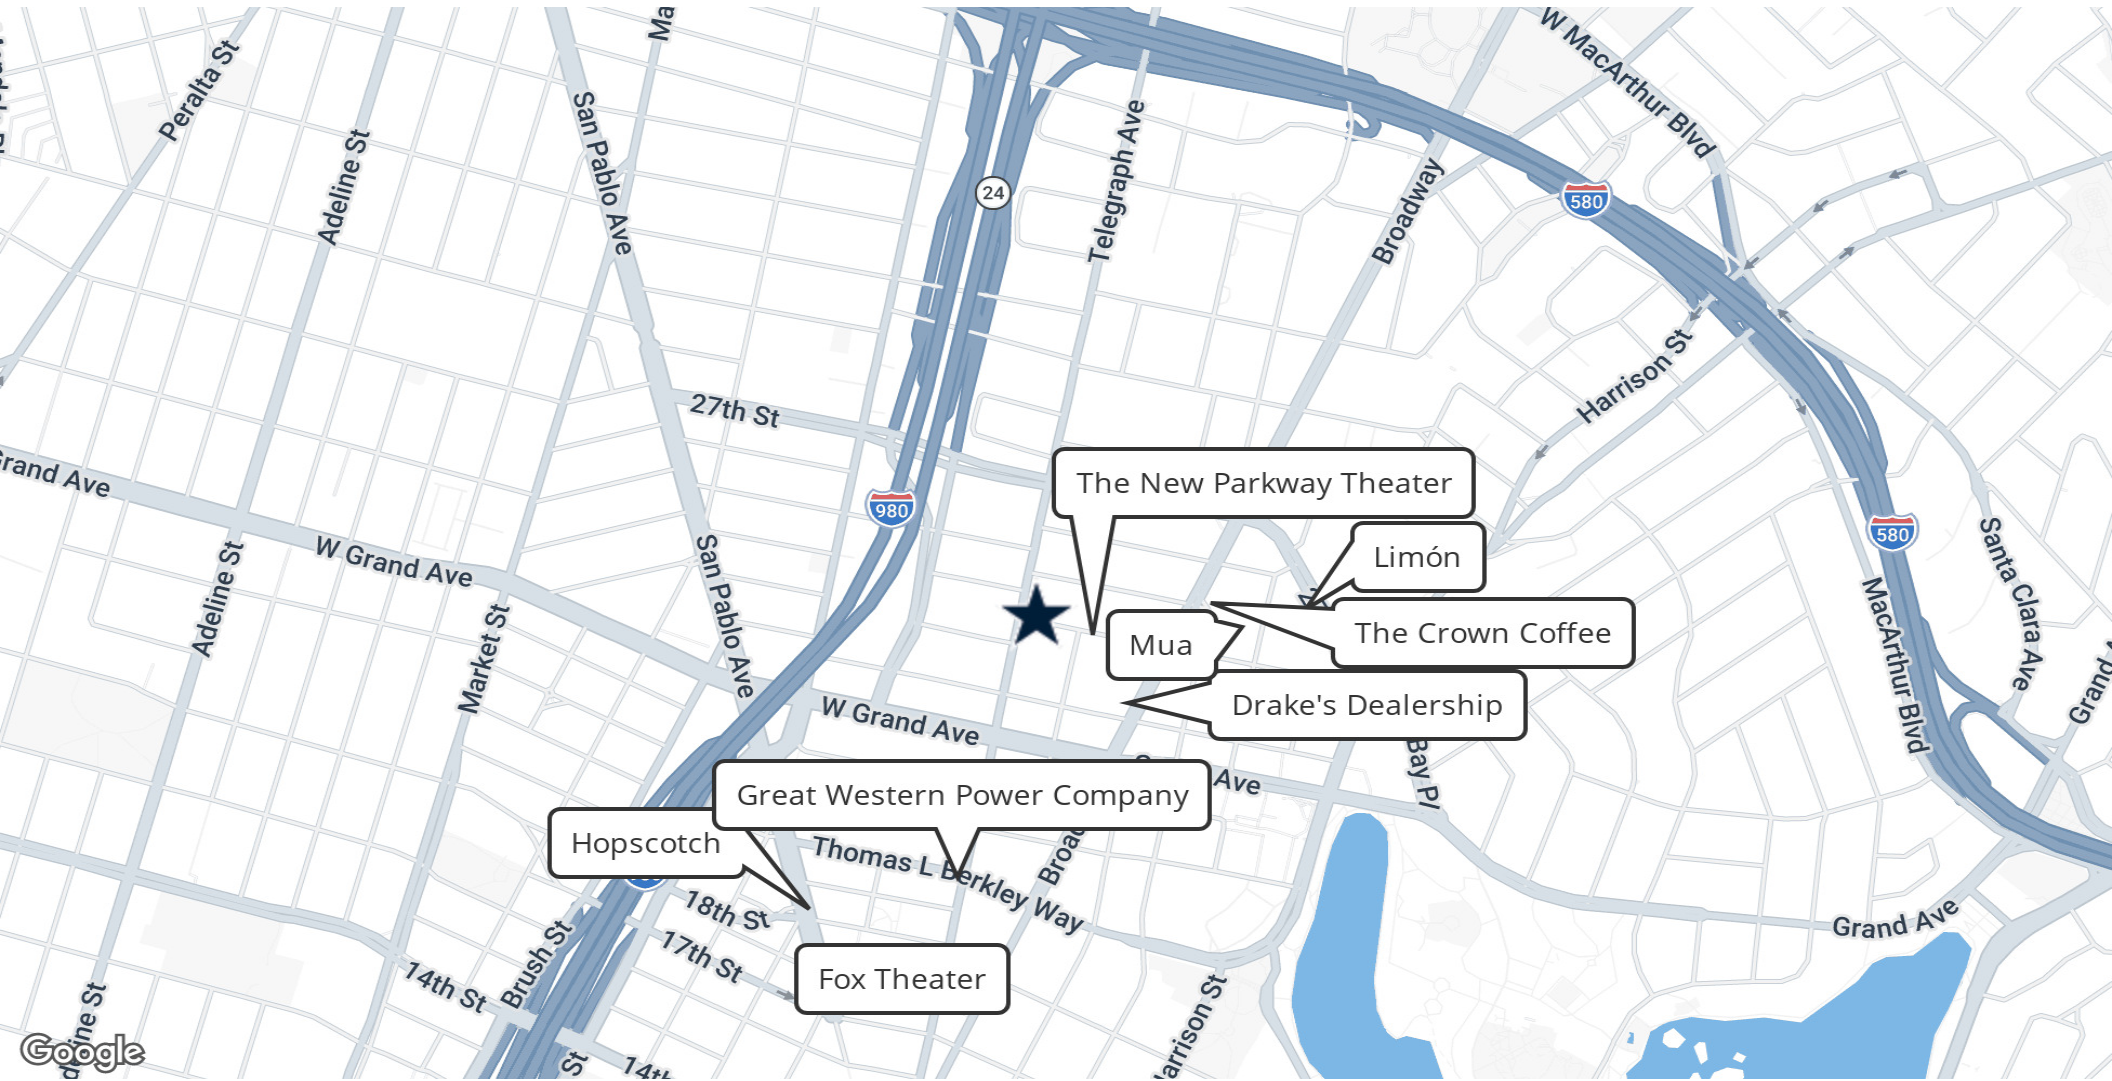 W MacArthur Blvd
Peralta St
San Pablo Ave
Adeline St
Telegraph Ave
Broadway
24
580
Harrison St
27th St
Grand Ave
980
The New Parkway Theater
Limón
580
Santa Clara Ave
W Grand Ave
San Pablo Ave
Adeline St
Market St
The Crown Coffee
Mua
MacArthur Blvd
Drake's Dealership
W Grand Ave
Bay Pl
Ave
Great Western Power Company
Hopscotch
Thomas L Berkley Way
18th St
17th St
Brush St
Fox Theater
Grand Ave
14th St
Harrison St
St
Google